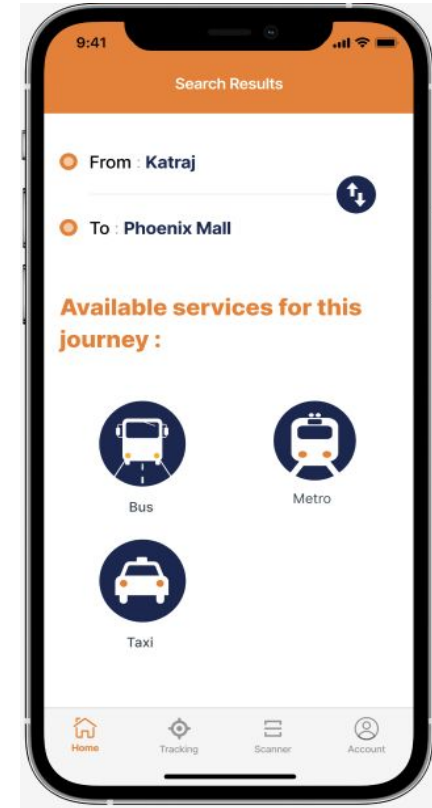 9:41
Search Results
From : Katraj
To : Phoenix Mall
Available services for this
journey :
Bus
Metro
Taxi
Home
Tracking
Scanner
Account